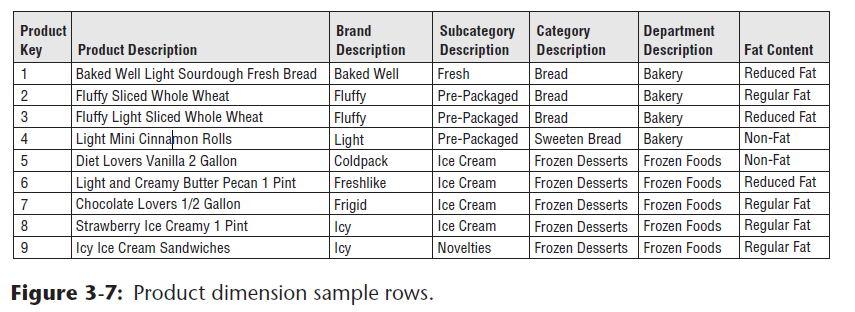 Product Key Product Description Brand Description Subcategory Description Category Description Department Description Fat Content
1 Baked Well Light Sourdough Fresh Bread Baked Well Fresh Bread Bakery Reduced Fat
2 Fluffy Sliced Whole Wheat Fluffy Pre-Packaged Bread Bakery Regular Fat
3 Fluffy Light Sliced Whole Wheat Fluffy Pre-Packaged Bread Bakery Reduced Fat
4 Light Mini Cinnamon Rolls Light Pre-Packaged Sweeten Bread Bakery Non-Fat
5 Diet Lovers Vanilla 2 Gallon Coldpack Ice Cream Frozen Desserts Frozen Foods Non-Fat
6 Light and Creamy Butter Pecan 1 Pint Freshlike Ice Cream Frozen Desserts Frozen Foods Reduced Fat
7 Chocolate Lovers 1/2 Gallon Frigid Ice Cream Frozen Desserts Frozen Foods Regular Fat
8 Strawberry Ice Creamy 1 Pint Icy Ice Cream Frozen Desserts Frozen Foods Regular Fat
9 Icy Ice Cream Sandwiches Icy Novelties Frozen Desserts Frozen Foods Regular Fat
Figure 3-7: Product dimension sample rows.